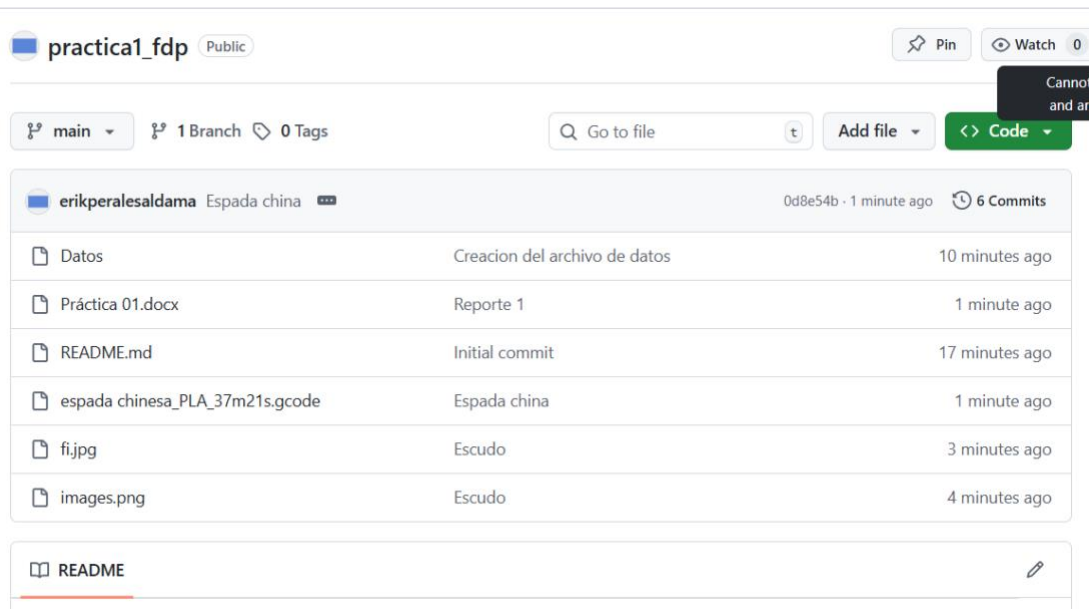 practica1_fdp Public Pin Watch 0
Cannot
and
main 1 Branch 0 Tags Go to file t Add file Code
erikperalesaldama Espada china 0d8e54b · 1 minute ago 6 Commits
Datos Creacion del archivo de datos 10 minutes ago
Práctica 01.docx Reporte 1 1 minute ago
README.md Initial commit 17 minutes ago
espada chinesa_PLA_37m21s.gcode Espada china 1 minute ago
fi.jpg Escudo 3 minutes ago
images.png Escudo 4 minutes ago
README